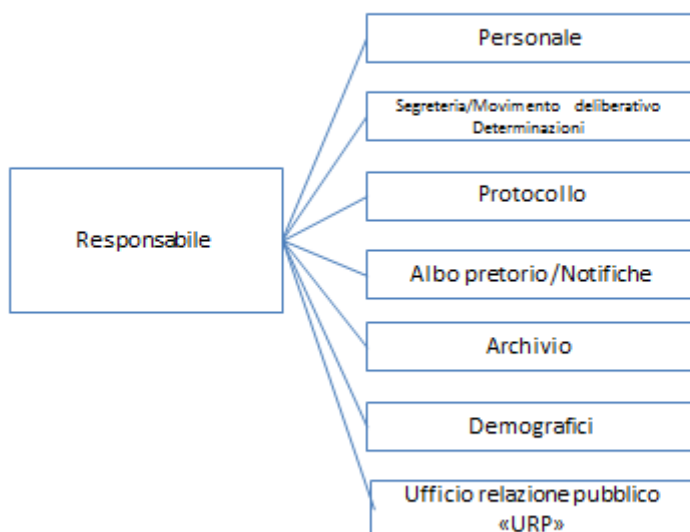 Personale
Segreteria/Movimento deliberativo
Determinazioni
Protocollo
Responsabile
Albo pretorio/Notifiche
Archivio
Demografici
Ufficio relazione pubblico
«URP»